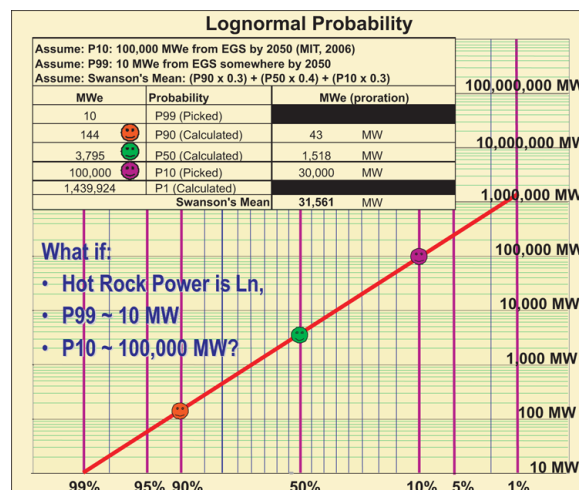 Lognormal Probability
Assume: P10: 100,000 MWe from EGS by 2050 (MIT, 2006)
Assume: P99: 10 MWe from EGS somewhere by 2050
Assume: Swanson's Mean: (P90 x 0.3) + (P50 x 0.4) + (P10 x 0.3)
MWe Probability MWe (proration)
10 P99 (Picked)
144 P90 (Calculated) 43 MW
3,795 P50 (Calculated) 1,518 MW
100,000 P10 (Picked) 30,000 MW
1,439,924 P1 (Calculated)
Swanson's Mean 31,561 MW
100,000,000 MW
10,000,000 MW
1,000,000 MW
100,000 MW
10,000 MW
1,000 MW
100 MW
10 MW
What if:
• Hot Rock Power is Ln,
• P99 ~ 10 MW
• P10 ~ 100,000 MW?
99% 95% 90% 50% 10% 5% 1%